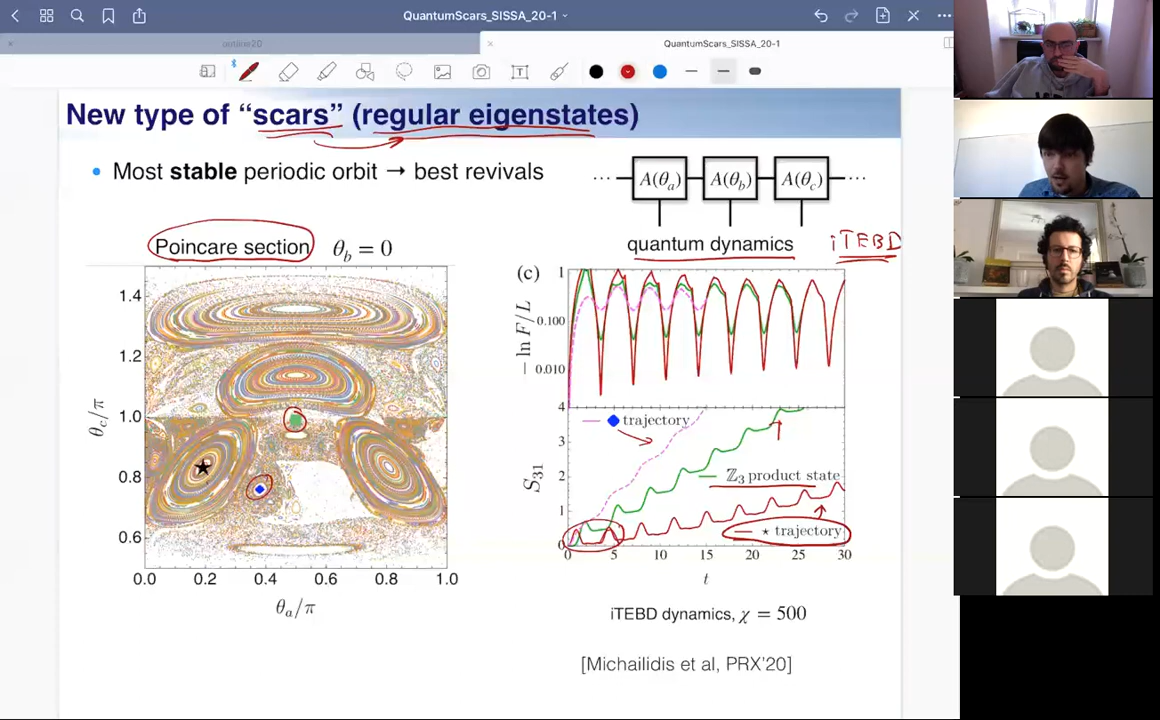 QuantumScars_SISSA_20-1
QuantumScars_SISSA_20-1
New type of “scars” (regular eigenstates)
• Most stable periodic orbit → best revivals
⋯ A(θa) A(θb) A(θc) ⋯
Poincare section θb = 0
quantum dynamics iTEBD
(c)
1.4
1.2
1.0
0.8
0.6
θc/π
0.0 0.2 0.4 0.6 0.8 1.0
θa/π
1
0.100
0.010
− ln F/L
4
3
2
1
0
S31
trajectory
ℤ3 product state
⋆ trajectory
0 5 10 15 20 25 30
t
iTEBD dynamics, χ = 500
[Michailidis et al, PRX'20]